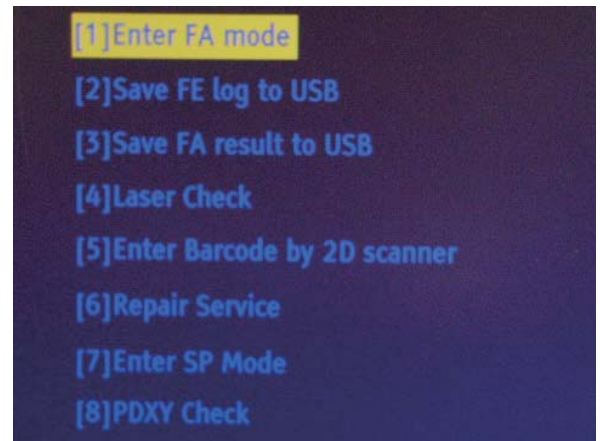 [1]Enter FA mode
[2]Save FE log to USB
[3]Save FA result to USB
[4]Laser Check
[5]Enter Barcode by 2D scanner
[6]Repair Service
[7]Enter SP Mode
[8]PDXY Check